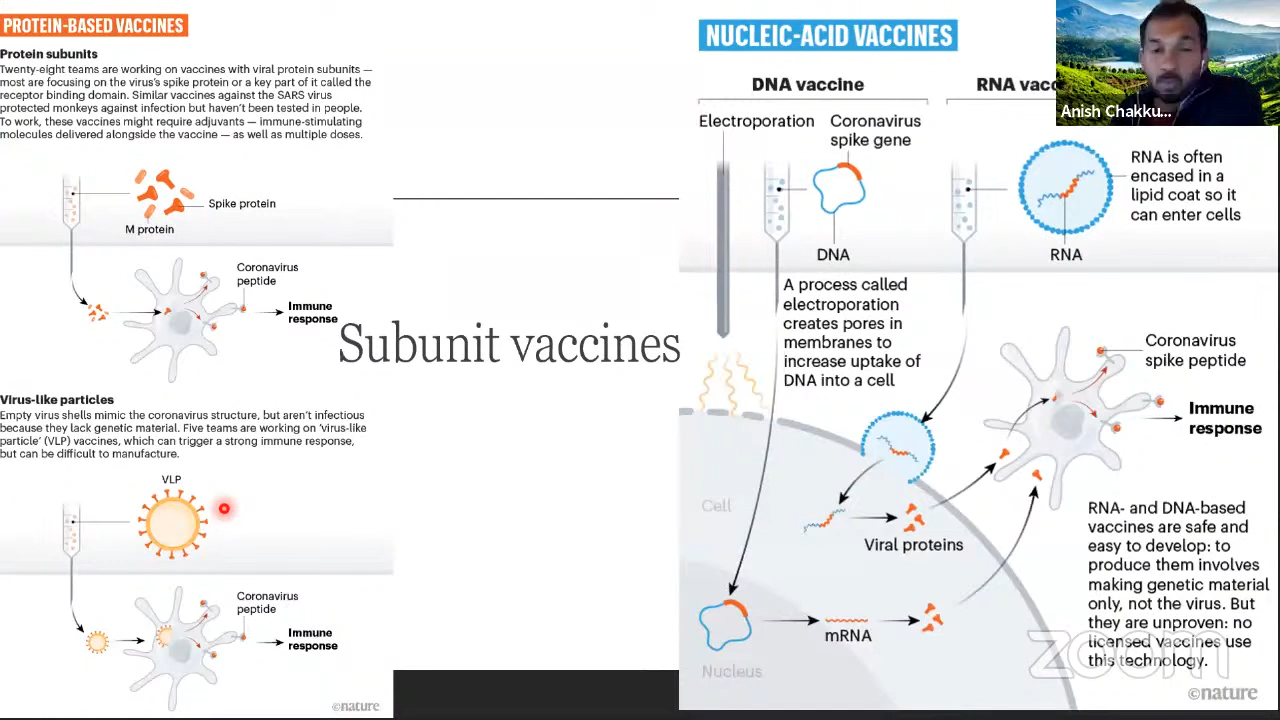 PROTEIN-BASED VACCINES
Protein subunits
Twenty-eight teams are working on vaccines with viral protein subunits —
most are focusing on the virus's spike protein or a key part of it called the
receptor binding domain. Similar vaccines against the SARS virus
protected monkeys against infection but haven't been tested in people.
To work, these vaccines might require adjuvants — immune-stimulating
molecules delivered alongside the vaccine — as well as multiple doses.
Spike protein
M protein
Coronavirus
peptide
Immune
response
Virus-like particles
Empty virus shells mimic the coronavirus structure, but aren't infectious
because they lack genetic material. Five teams are working on 'virus-like
particle' (VLP) vaccines, which can trigger a strong immune response,
but can be difficult to manufacture.
VLP
Coronavirus
peptide
Immune
response
©nature
Subunit vaccines
NUCLEIC-ACID VACCINES
DNA vaccine
Electroporation
Coronavirus
spike gene
DNA
A process called
electroporation
creates pores in
membranes to
increase uptake of
DNA into a cell
RNA vacc
RNA is often
encased in a
lipid coat so it
can enter cells
RNA
Coronavirus
spike peptide
Immune
response
Cell
Viral proteins
mRNA
Nucleus
RNA- and DNA-based
vaccines are safe and
easy to develop: to
produce them involves
making genetic material
only, not the virus. But
they are unproven: no
licensed vaccines use
this technology.
©nature
Anish Chakku...
zoom